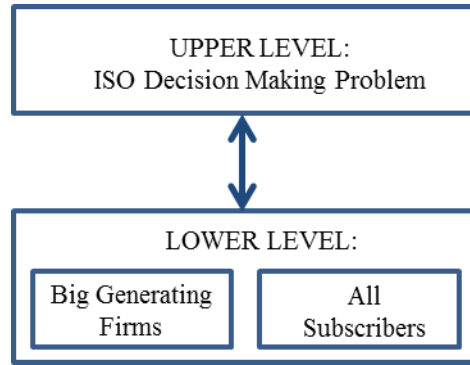 UPPER LEVEL:
ISO Decision Making Problem
LOWER LEVEL:
Big Generating
Firms
All
Subscribers